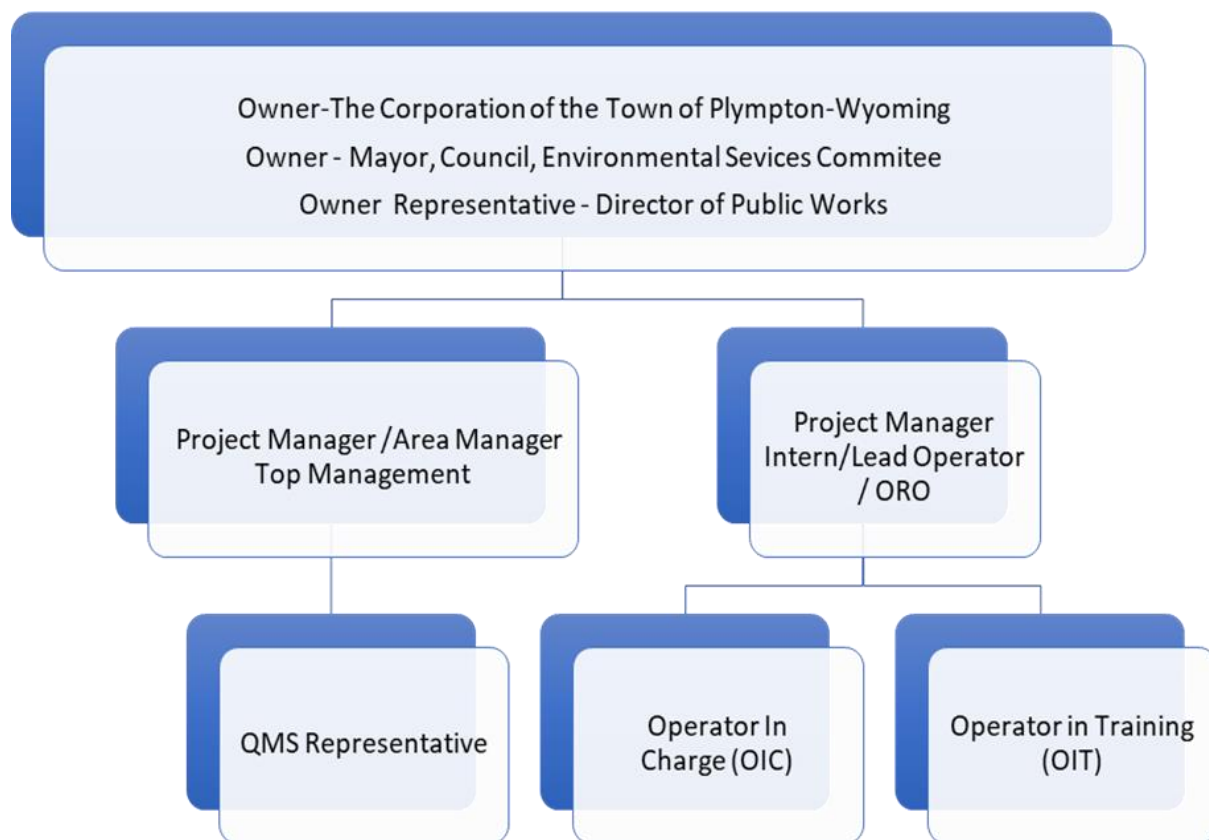 Owner-The Corporation of the Town of Plympton-Wyoming
Owner - Mayor, Council, Environmental Sevices Commitee
Owner Representative - Director of Public Works
Project Manager /Area Manager
Top Management
Project Manager
Intern/Lead Operator
/ ORO
QMS Representative
Operator In
Charge (OIC)
Operator in Training
(OIT)